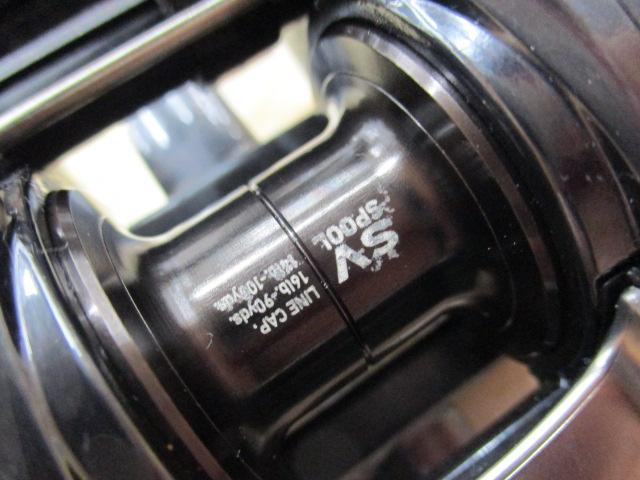 SV
SPOOL
LINE CAP.
16lb.-90yds.